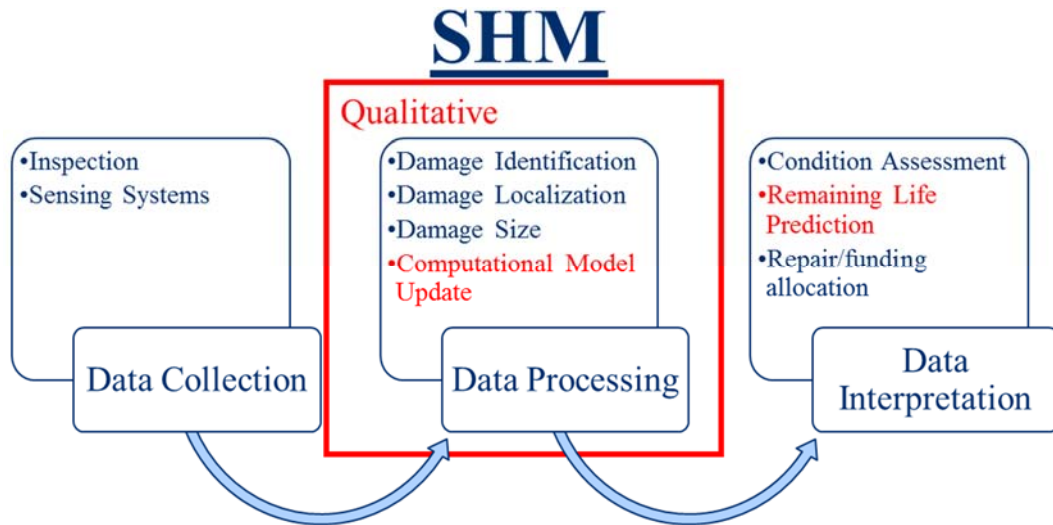 SHM
Qualitative
•Inspection
•Sensing Systems
Data Collection
•Damage Identification
•Damage Localization
•Damage Size
•Computational Model
Update
Data Processing
•Condition Assessment
•Remaining Life
Prediction
•Repair/funding
allocation
Data
Interpretation